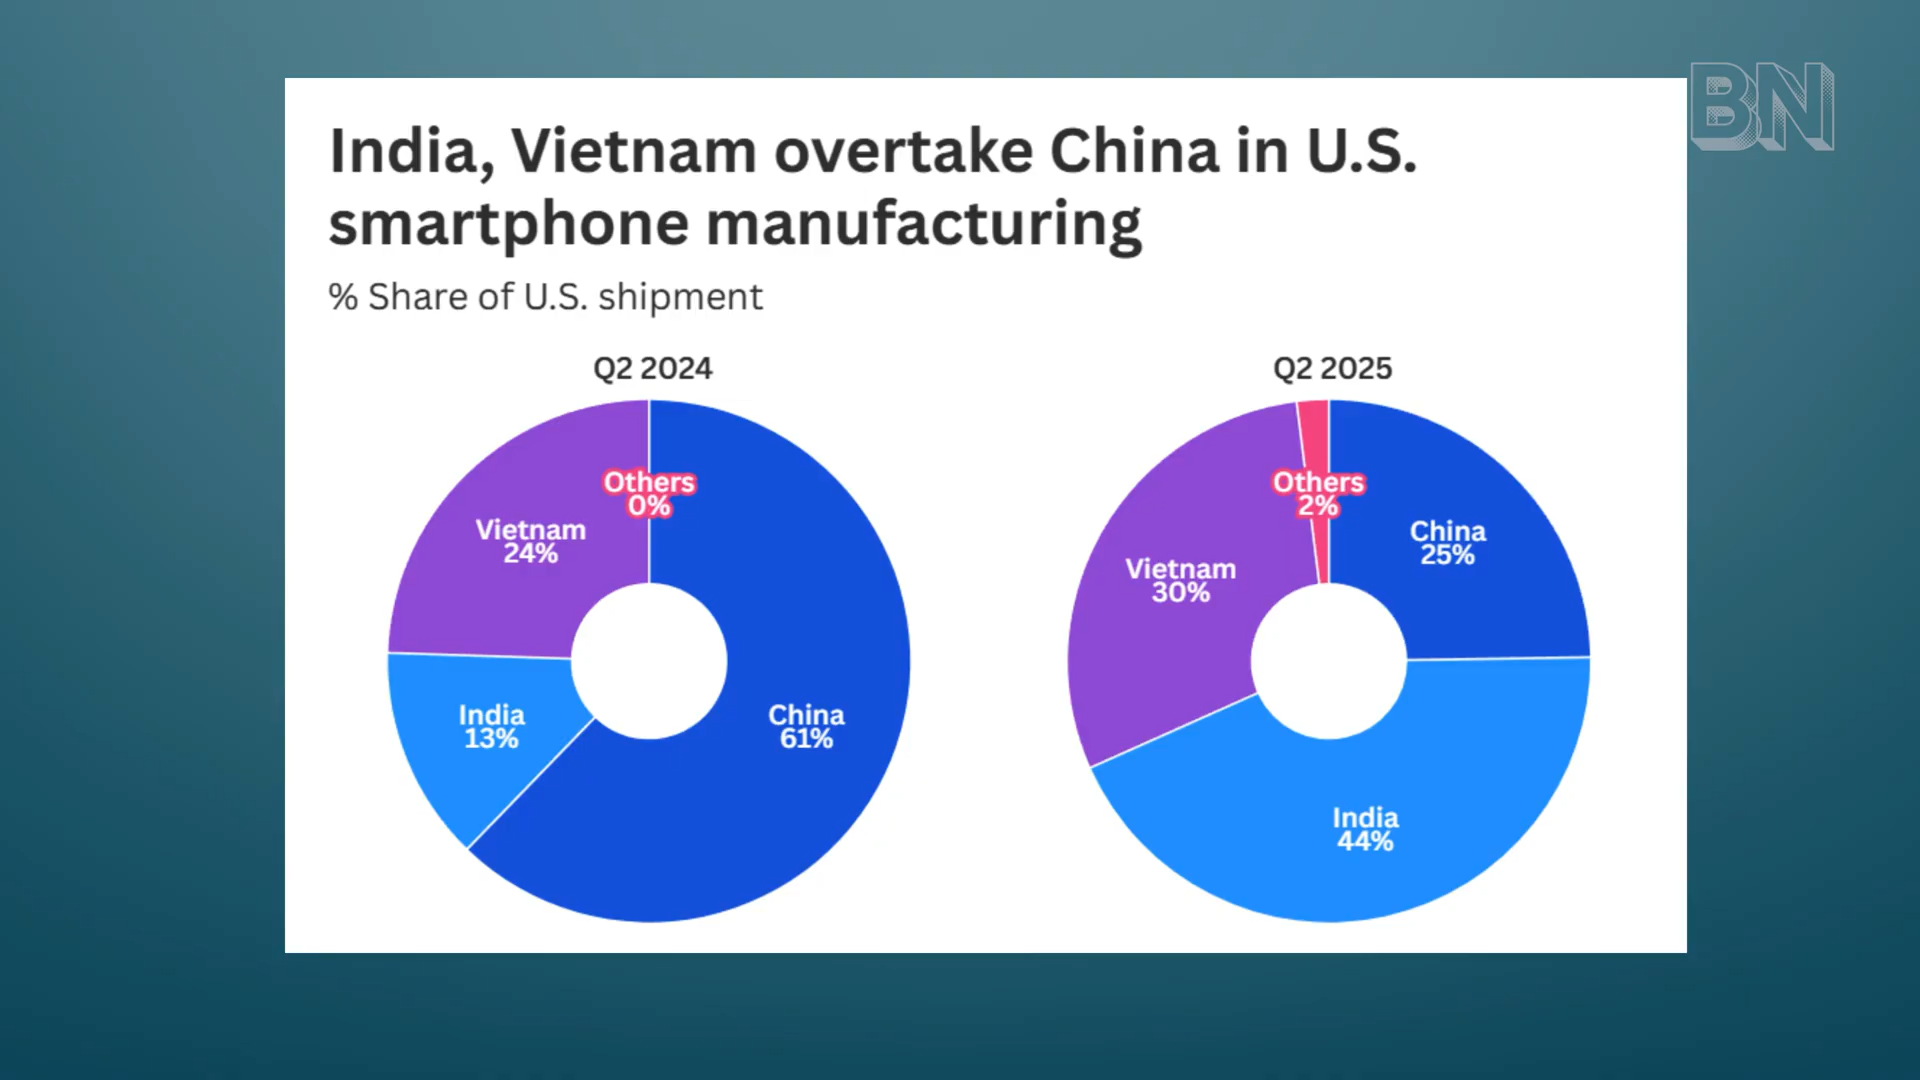 BN
India, Vietnam overtake China in U.S.
smartphone manufacturing
% Share of U.S. shipment
Q2 2024
Others
0%
Vietnam
24%
India
13%
China
61%
Q2 2025
Others
2%
China
25%
Vietnam
30%
India
44%